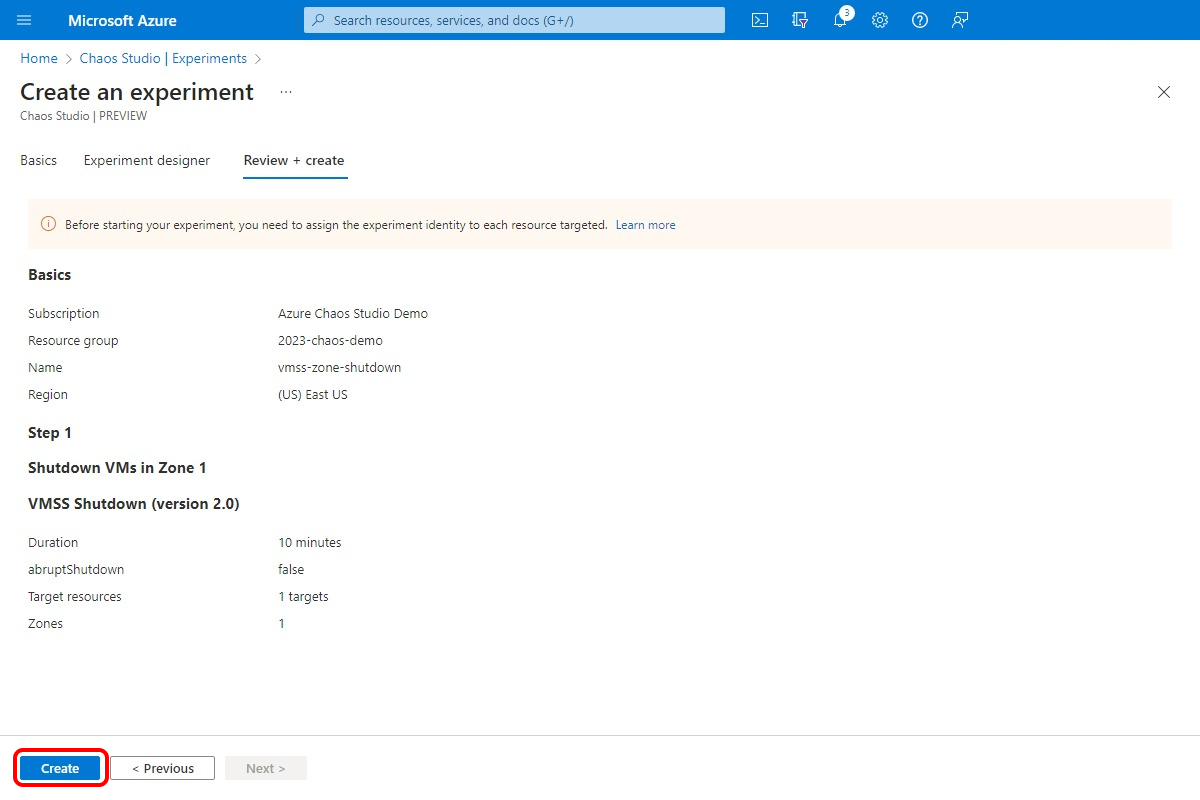 Microsoft Azure
Search resources, services, and docs (G+/)
3
Home > Chaos Studio | Experiments >
Create an experiment ...
Chaos Studio | PREVIEW
Basics Experiment designer Review + create
Before starting your experiment, you need to assign the experiment identity to each resource targeted. Learn more
Basics
Subscription Azure Chaos Studio Demo
Resource group 2023-chaos-demo
Name vmss-zone-shutdown
Region (US) East US
Step 1
Shutdown VMs in Zone 1
VMSS Shutdown (version 2.0)
Duration 10 minutes
abruptShutdown false
Target resources 1 targets
Zones 1
Create < Previous Next >